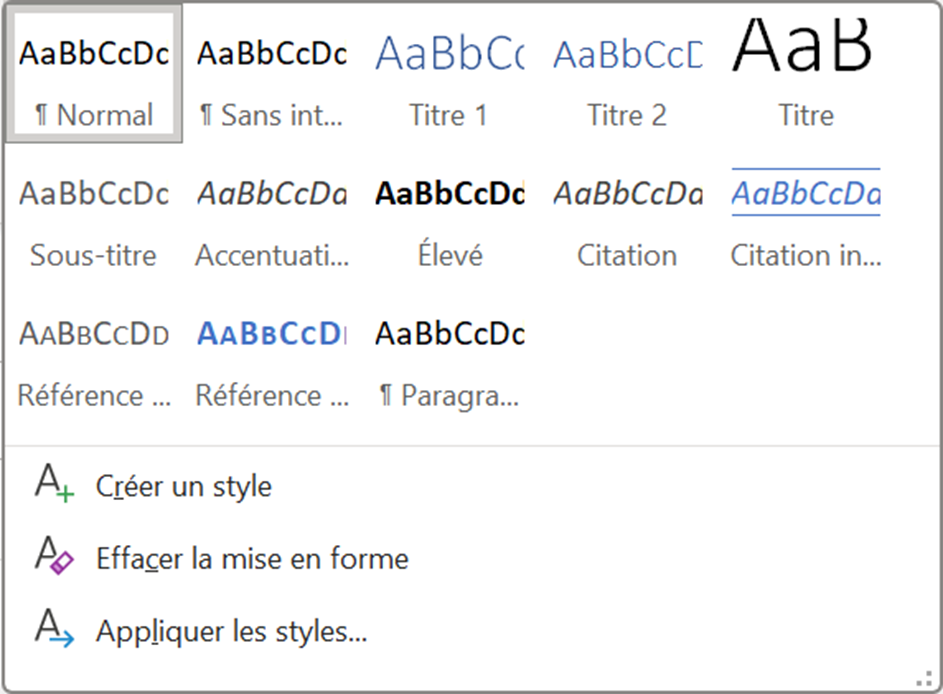 AaBbCcDc AaBbCcDc AaBbCc AaBbCcD AaB
¶ Normal ¶ Sans int... Titre 1 Titre 2 Titre
AaBbCcDc AaBbCcDa AaBbCcDd AaBbCcDa AaBbCcDa
Sous-titre Accentuati... Élevé Citation Citation in...
AaBbCcDd AaBbCcD AaBbCcDc
Référence ... Référence ... ¶ Paragra...
Créer un style
Effacer la mise en forme
Appliquer les styles...